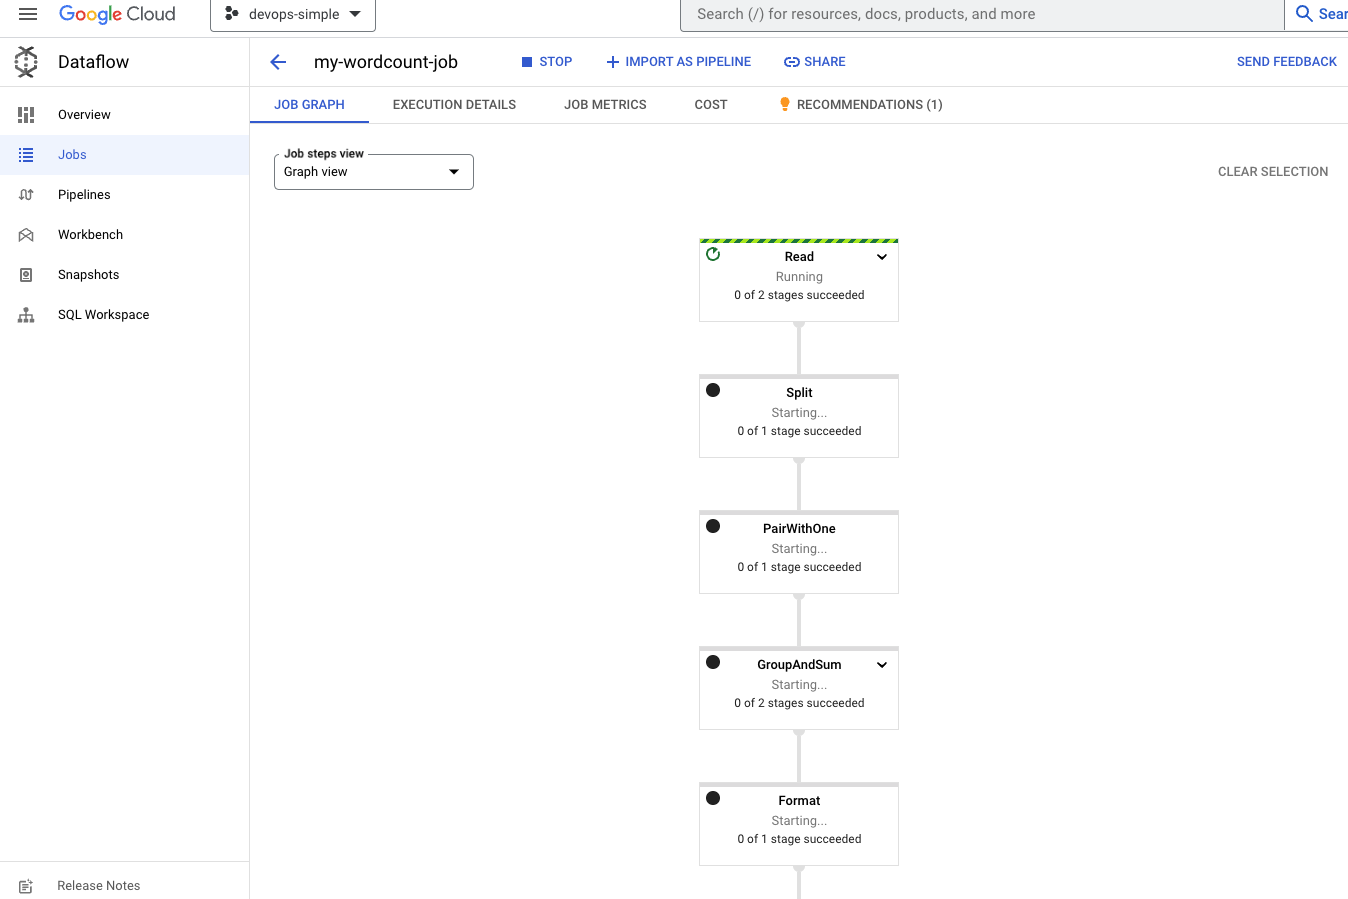 Google Cloud
devops-simple
Search (/) for resources, docs, products, and more
Sear
Dataflow
my-wordcount-job
STOP
IMPORT AS PIPELINE
SHARE
SEND FEEDBACK
Overview
Jobs
Pipelines
Workbench
Snapshots
SQL Workspace
Release Notes
JOB GRAPH
EXECUTION DETAILS
JOB METRICS
COST
RECOMMENDATIONS (1)
Job steps view
Graph view
CLEAR SELECTION
Read
Running
0 of 2 stages succeeded
Split
Starting...
0 of 1 stage succeeded
PairWithOne
Starting...
0 of 1 stage succeeded
GroupAndSum
Starting...
0 of 2 stages succeeded
Format
Starting...
0 of 1 stage succeeded